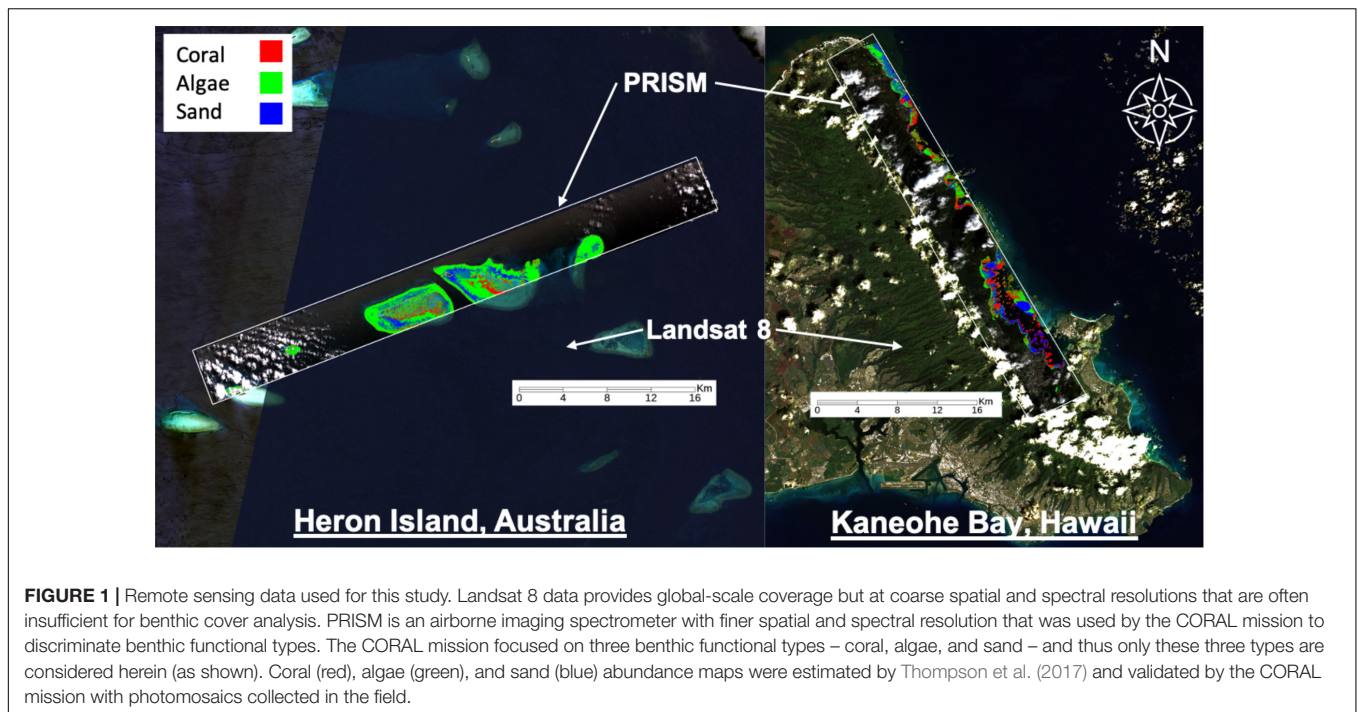 Coral
Algae
Sand
PRISM
N
Landsat 8
Km
0 4 8 12 16
Km
0 4 8 12 16
Heron Island, Australia
Kaneohe Bay, Hawaii
FIGURE 1 | Remote sensing data used for this study. Landsat 8 data provides global-scale coverage but at coarse spatial and spectral resolutions that are often
insufficient for benthic cover analysis. PRISM is an airborne imaging spectrometer with finer spatial and spectral resolution that was used by the CORAL mission to
discriminate benthic functional types. The CORAL mission focused on three benthic functional types – coral, algae, and sand – and thus only these three types are
considered herein (as shown). Coral (red), algae (green), and sand (blue) abundance maps were estimated by Thompson et al. (2017) and validated by the CORAL
mission with photomosaics collected in the field.